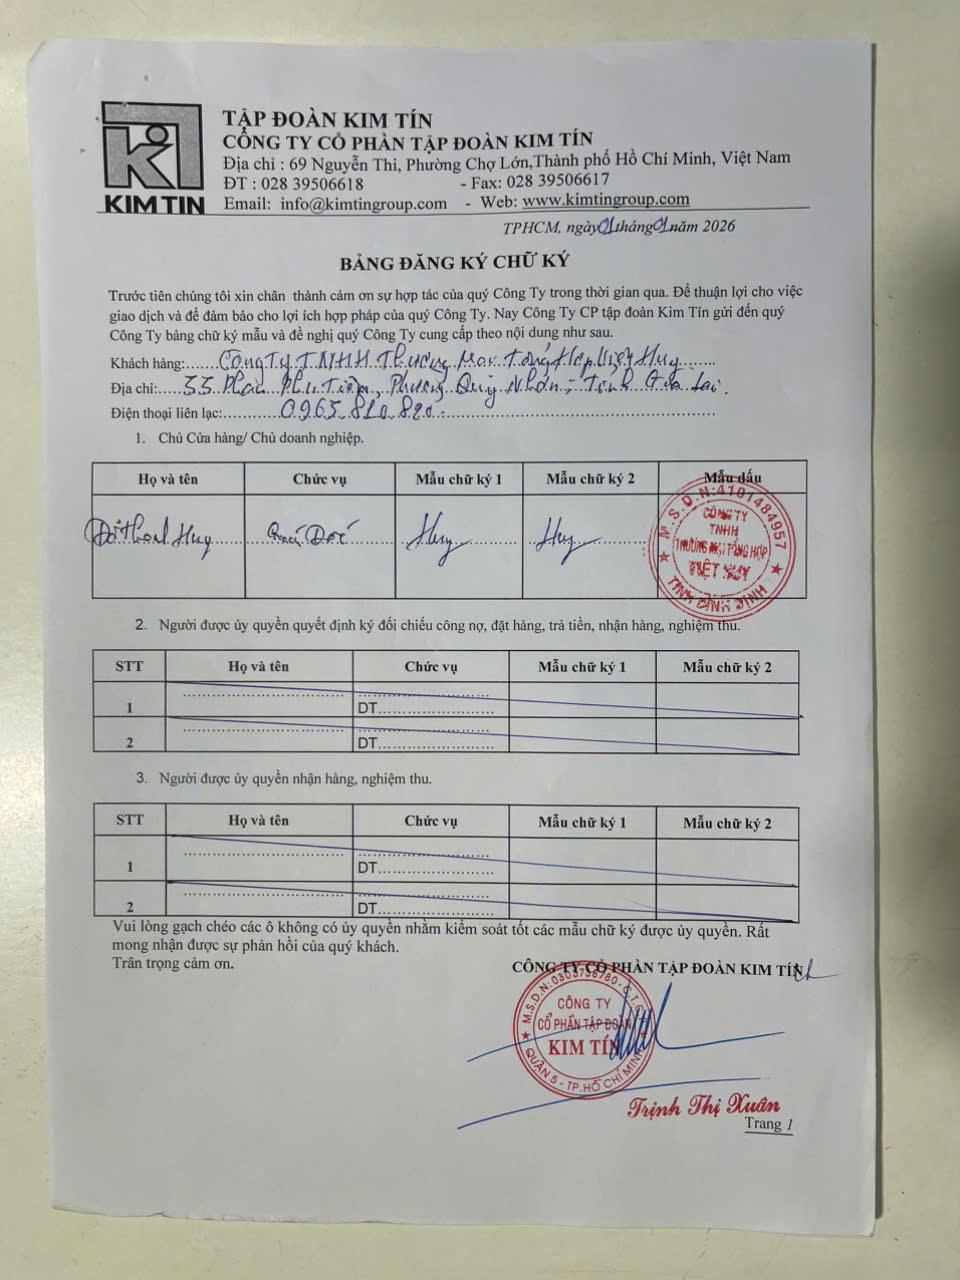 TẬP ĐOÀN KIM TÍN
CÔNG TY CỔ PHẦN TẬP ĐOÀN KIM TÍN
Địa chỉ : 69 Nguyễn Thi, Phường Chợ Lớn,Thành phố Hồ Chí Minh, Việt Nam
ĐT : 028 39506618 - Fax: 028 39506617
Email: info@kimtingroup.com - Web: www.kimtingroup.com
KIM TIN
TPHCM, ngày 01 tháng 01 năm 2026
BẢNG ĐĂNG KÝ CHỮ KÝ
Trước tiên chúng tôi xin chân thành cảm ơn sự hợp tác của quý Công Ty trong thời gian qua. Để thuận lợi cho việc
giao dịch và để đảm bảo cho lợi ích hợp pháp của quý Công Ty. Nay Công Ty CP tập đoàn Kim Tín gửi đến quý
Công Ty bảng chữ ký mẫu và đề nghị quý Công Ty cung cấp theo nội dung như sau.
Khách hàng: Công Ty TNHH Thương Mại Tổng Hợp Việt Huy
Địa chỉ: 33 Phan Phu Tiên, Phường Quy Nhơn, Tỉnh Gia Lai.
Điện thoại liên lạc: 0965 810 820
1. Chủ Cửa hàng/ Chủ doanh nghiệp.
Họ và tên Chức vụ Mẫu chữ ký 1 Mẫu chữ ký 2 Mẫu dấu
Đỗ Thanh Huy Giám Đốc Huy Huy
M.S.D.N:4101484957
CÔNG TY
TNHH
THƯƠNG MẠI TỔNG HỢP
VIỆT HUY
TỈNH BÌNH ĐỊNH
2. Người được ủy quyền quyết định ký đối chiếu công nợ, đặt hàng, trả tiền, nhận hàng, nghiệm thu.
STT Họ và tên Chức vụ Mẫu chữ ký 1 Mẫu chữ ký 2
1 ĐT
2 ĐT
3. Người được ủy quyền nhận hàng, nghiệm thu.
STT Họ và tên Chức vụ Mẫu chữ ký 1 Mẫu chữ ký 2
1 ĐT
2 ĐT
Vui lòng gạch chéo các ô không có ủy quyền nhằm kiểm soát tốt các mẫu chữ ký được ủy quyền. Rất
mong nhận được sự phản hồi của quý khách.
Trân trọng cảm ơn.
CÔNG TY CỔ PHẦN TẬP ĐOÀN KIM TÍN
CÔNG TY
CỔ PHẦN TẬP ĐOÀN
KIM TÍN
QUẬN 5 - TP.HỒ CHÍ MINH
Trịnh Thị Xuân
Trang 1